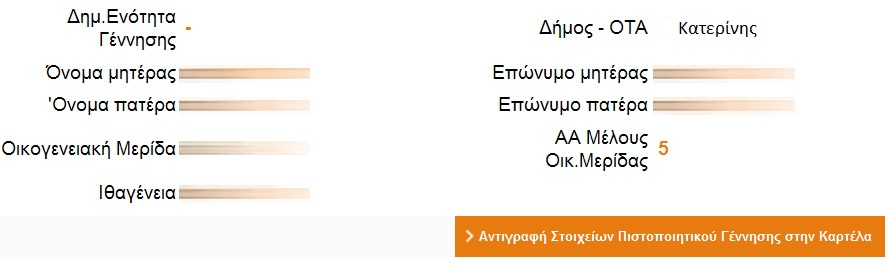 Δημ.Ενότητα
Γέννησης
-
Δήμος - ΟΤΑ
Κατερίνης
Όνομα μητέρας
Επώνυμο μητέρας
'Ονομα πατέρα
Επώνυμο πατέρα
Οικογενειακή Μερίδα
ΑΑ Μέλους
Οικ.Μερίδας
5
Ιθαγένεια
Αντιγραφή Στοιχείων Πιστοποιητικού Γέννησης στην Καρτέλα